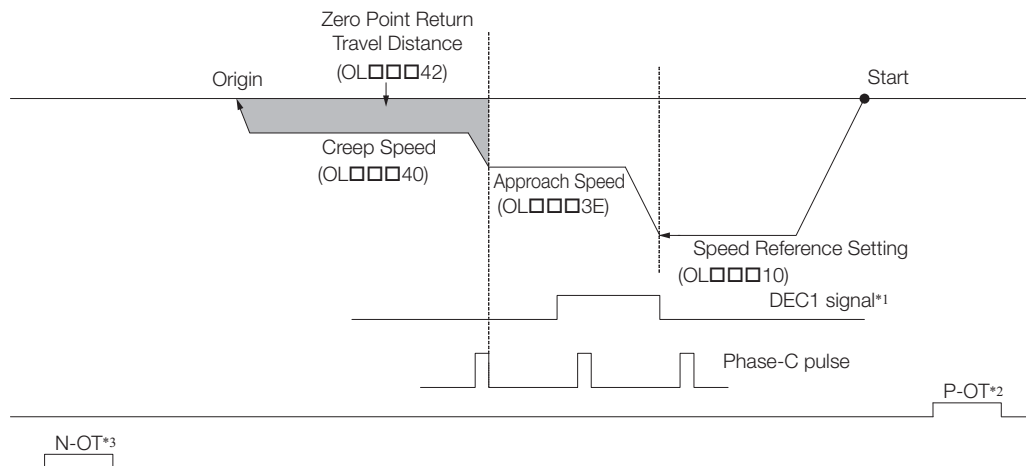 Zero Point Return
Travel Distance
(OL□□□42)
Origin
Start
Creep Speed
(OL□□□40)
Approach Speed
(OL□□□3E)
Speed Reference Setting
(OL□□□10)
DEC1 signal*1
Phase-C pulse
P-OT*2
N-OT*3